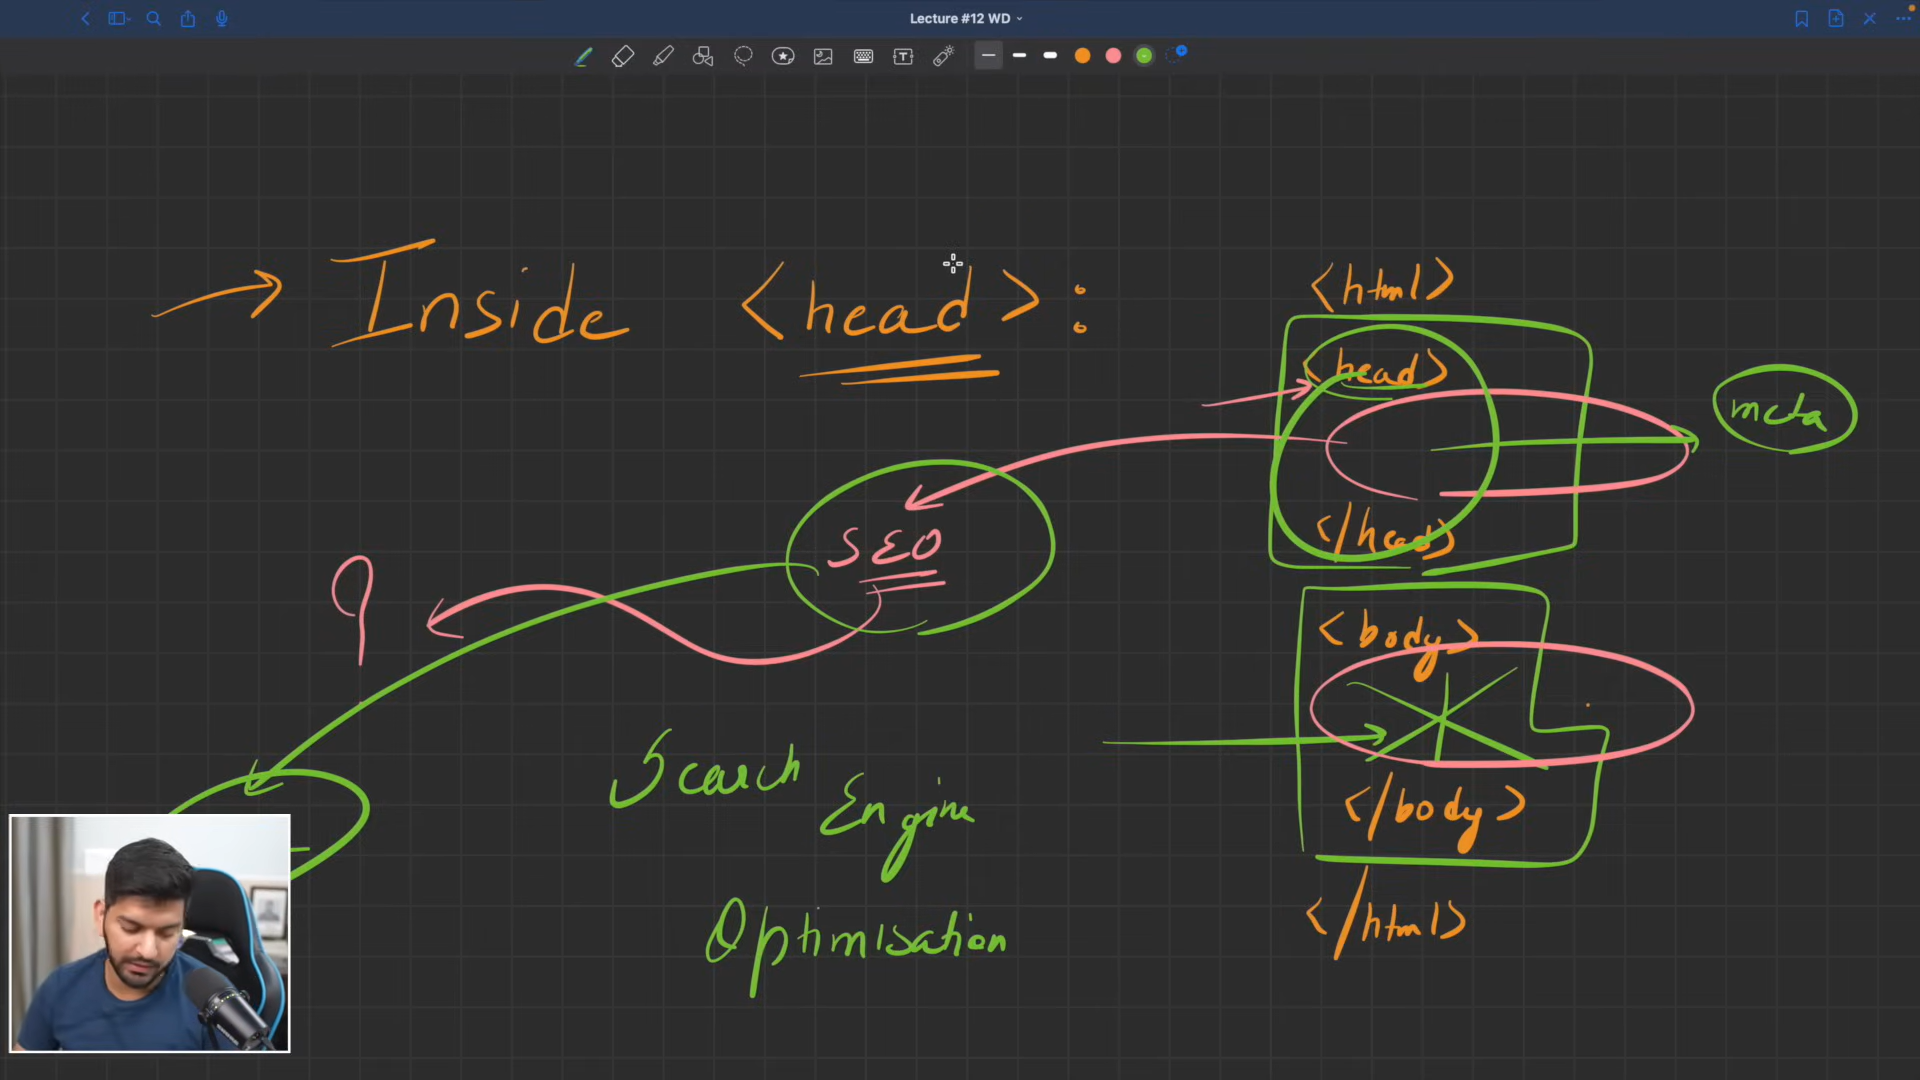 Lecture #12 WD
T
→ Inside <head> :
<html>
<head>
meta
</head>
SEO
?
<body>
</body>
</html>
Search
Engine
Optimisation